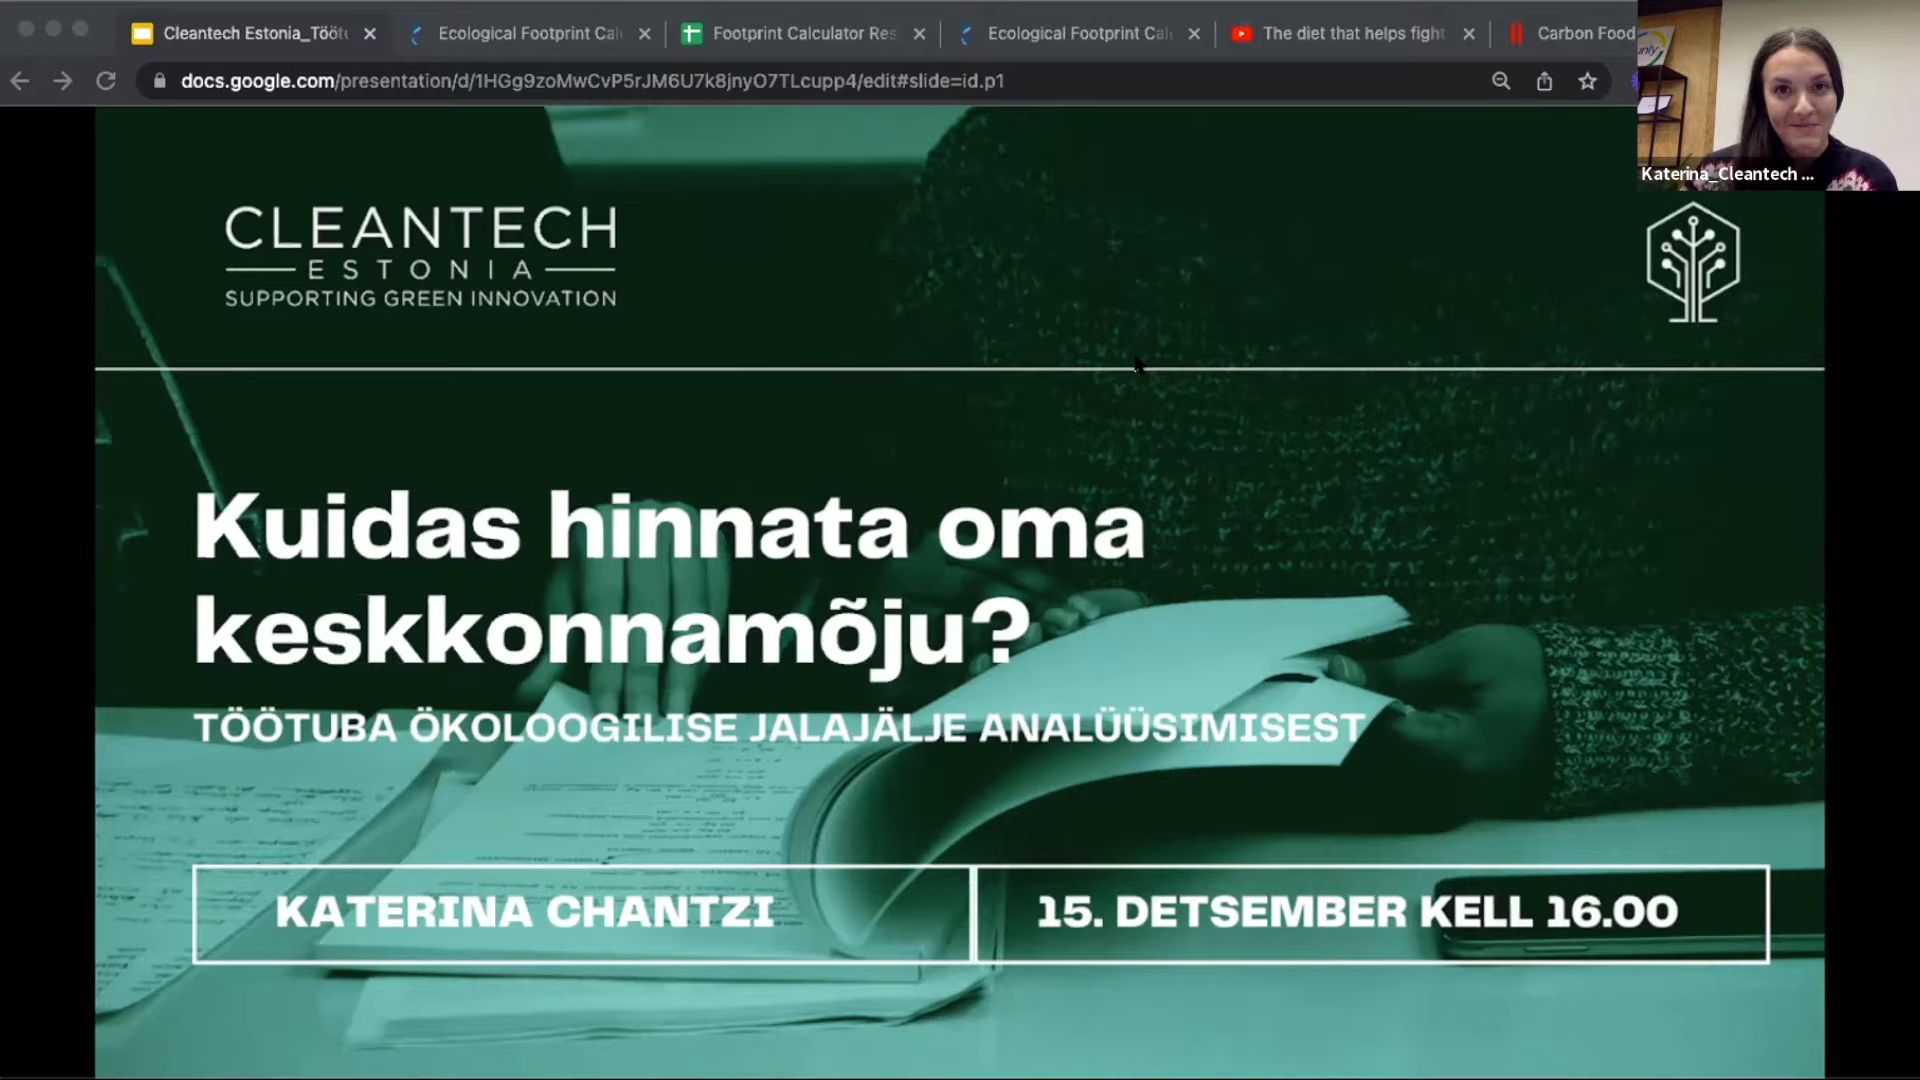 Cleantech Estonia_Töötu
Ecological Footprint Cal
Footprint Calculator Res
Ecological Footprint Cal
The diet that helps fight
Carbon Food
docs.google.com/presentation/d/1HGg9zoMwCvP5rJM6U7k8jnyO7TLcupp4/edit#slide=id.p1
Katerina_Cleantech ...
CLEANTECH
ESTONIA
SUPPORTING GREEN INNOVATION
Kuidas hinnata oma
keskkonnamõju?
TÖÖTUBA ÖKOLOOGILISE JALAJÄLJE ANALÜÜSIMISEST
KATERINA CHANTZI
15. DETSEMBER KELL 16.00